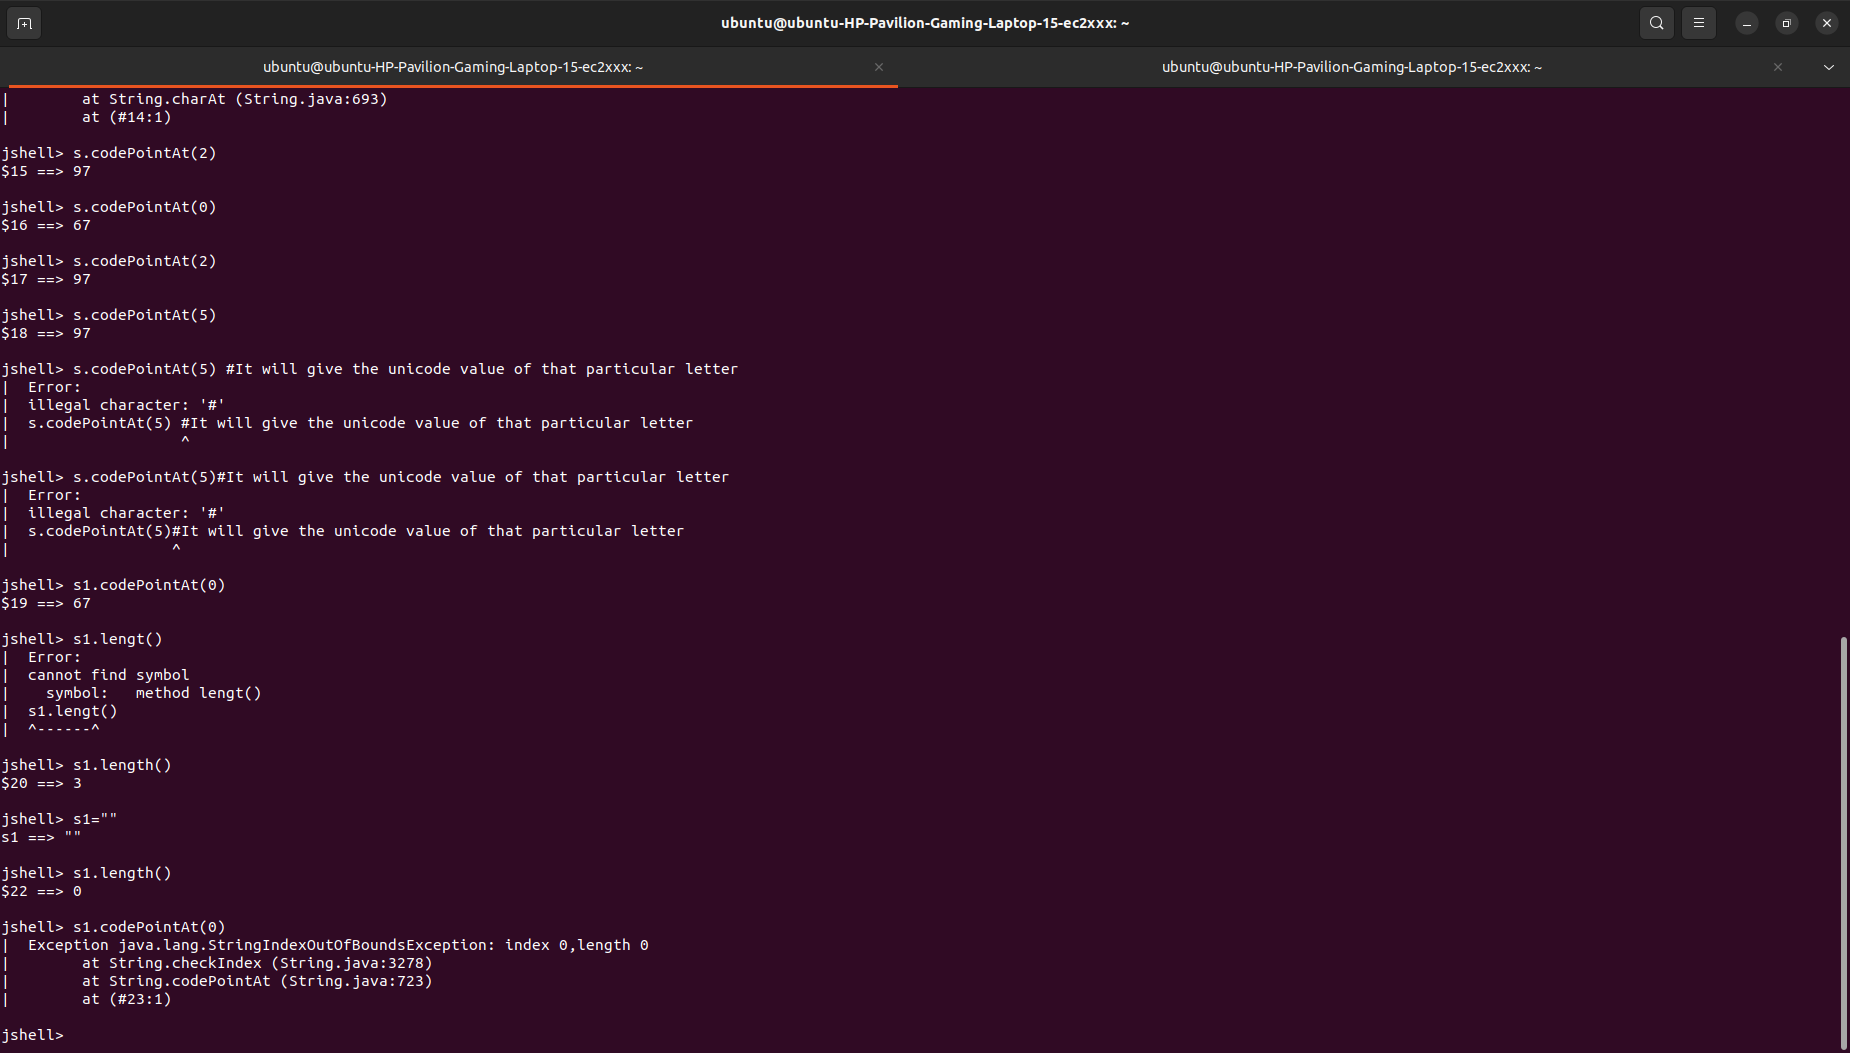 ubuntu@ubuntu-HP-Pavilion-Gaming-Laptop-15-ec2xxx: ~
ubuntu@ubuntu-HP-Pavilion-Gaming-Laptop-15-ec2xxx: ~
ubuntu@ubuntu-HP-Pavilion-Gaming-Laptop-15-ec2xxx: ~
|        at String.charAt (String.java:693)
|        at (#14:1)
jshell> s.codePointAt(2)
$15 ==> 97
jshell> s.codePointAt(0)
$16 ==> 67
jshell> s.codePointAt(2)
$17 ==> 97
jshell> s.codePointAt(5)
$18 ==> 97
jshell> s.codePointAt(5) #It will give the unicode value of that particular letter
|  Error:
|  illegal character: '#'
|  s.codePointAt(5) #It will give the unicode value of that particular letter
|                   ^
jshell> s.codePointAt(5)#It will give the unicode value of that particular letter
|  Error:
|  illegal character: '#'
|  s.codePointAt(5)#It will give the unicode value of that particular letter
|                  ^
jshell> s1.codePointAt(0)
$19 ==> 67
jshell> s1.lengt()
|  Error:
|  cannot find symbol
|    symbol:   method lengt()
|  s1.lengt()
|  ^------^
jshell> s1.length()
$20 ==> 3
jshell> s1=""
s1 ==> ""
jshell> s1.length()
$22 ==> 0
jshell> s1.codePointAt(0)
|  Exception java.lang.StringIndexOutOfBoundsException: index 0,length 0
|        at String.checkIndex (String.java:3278)
|        at String.codePointAt (String.java:723)
|        at (#23:1)
jshell>